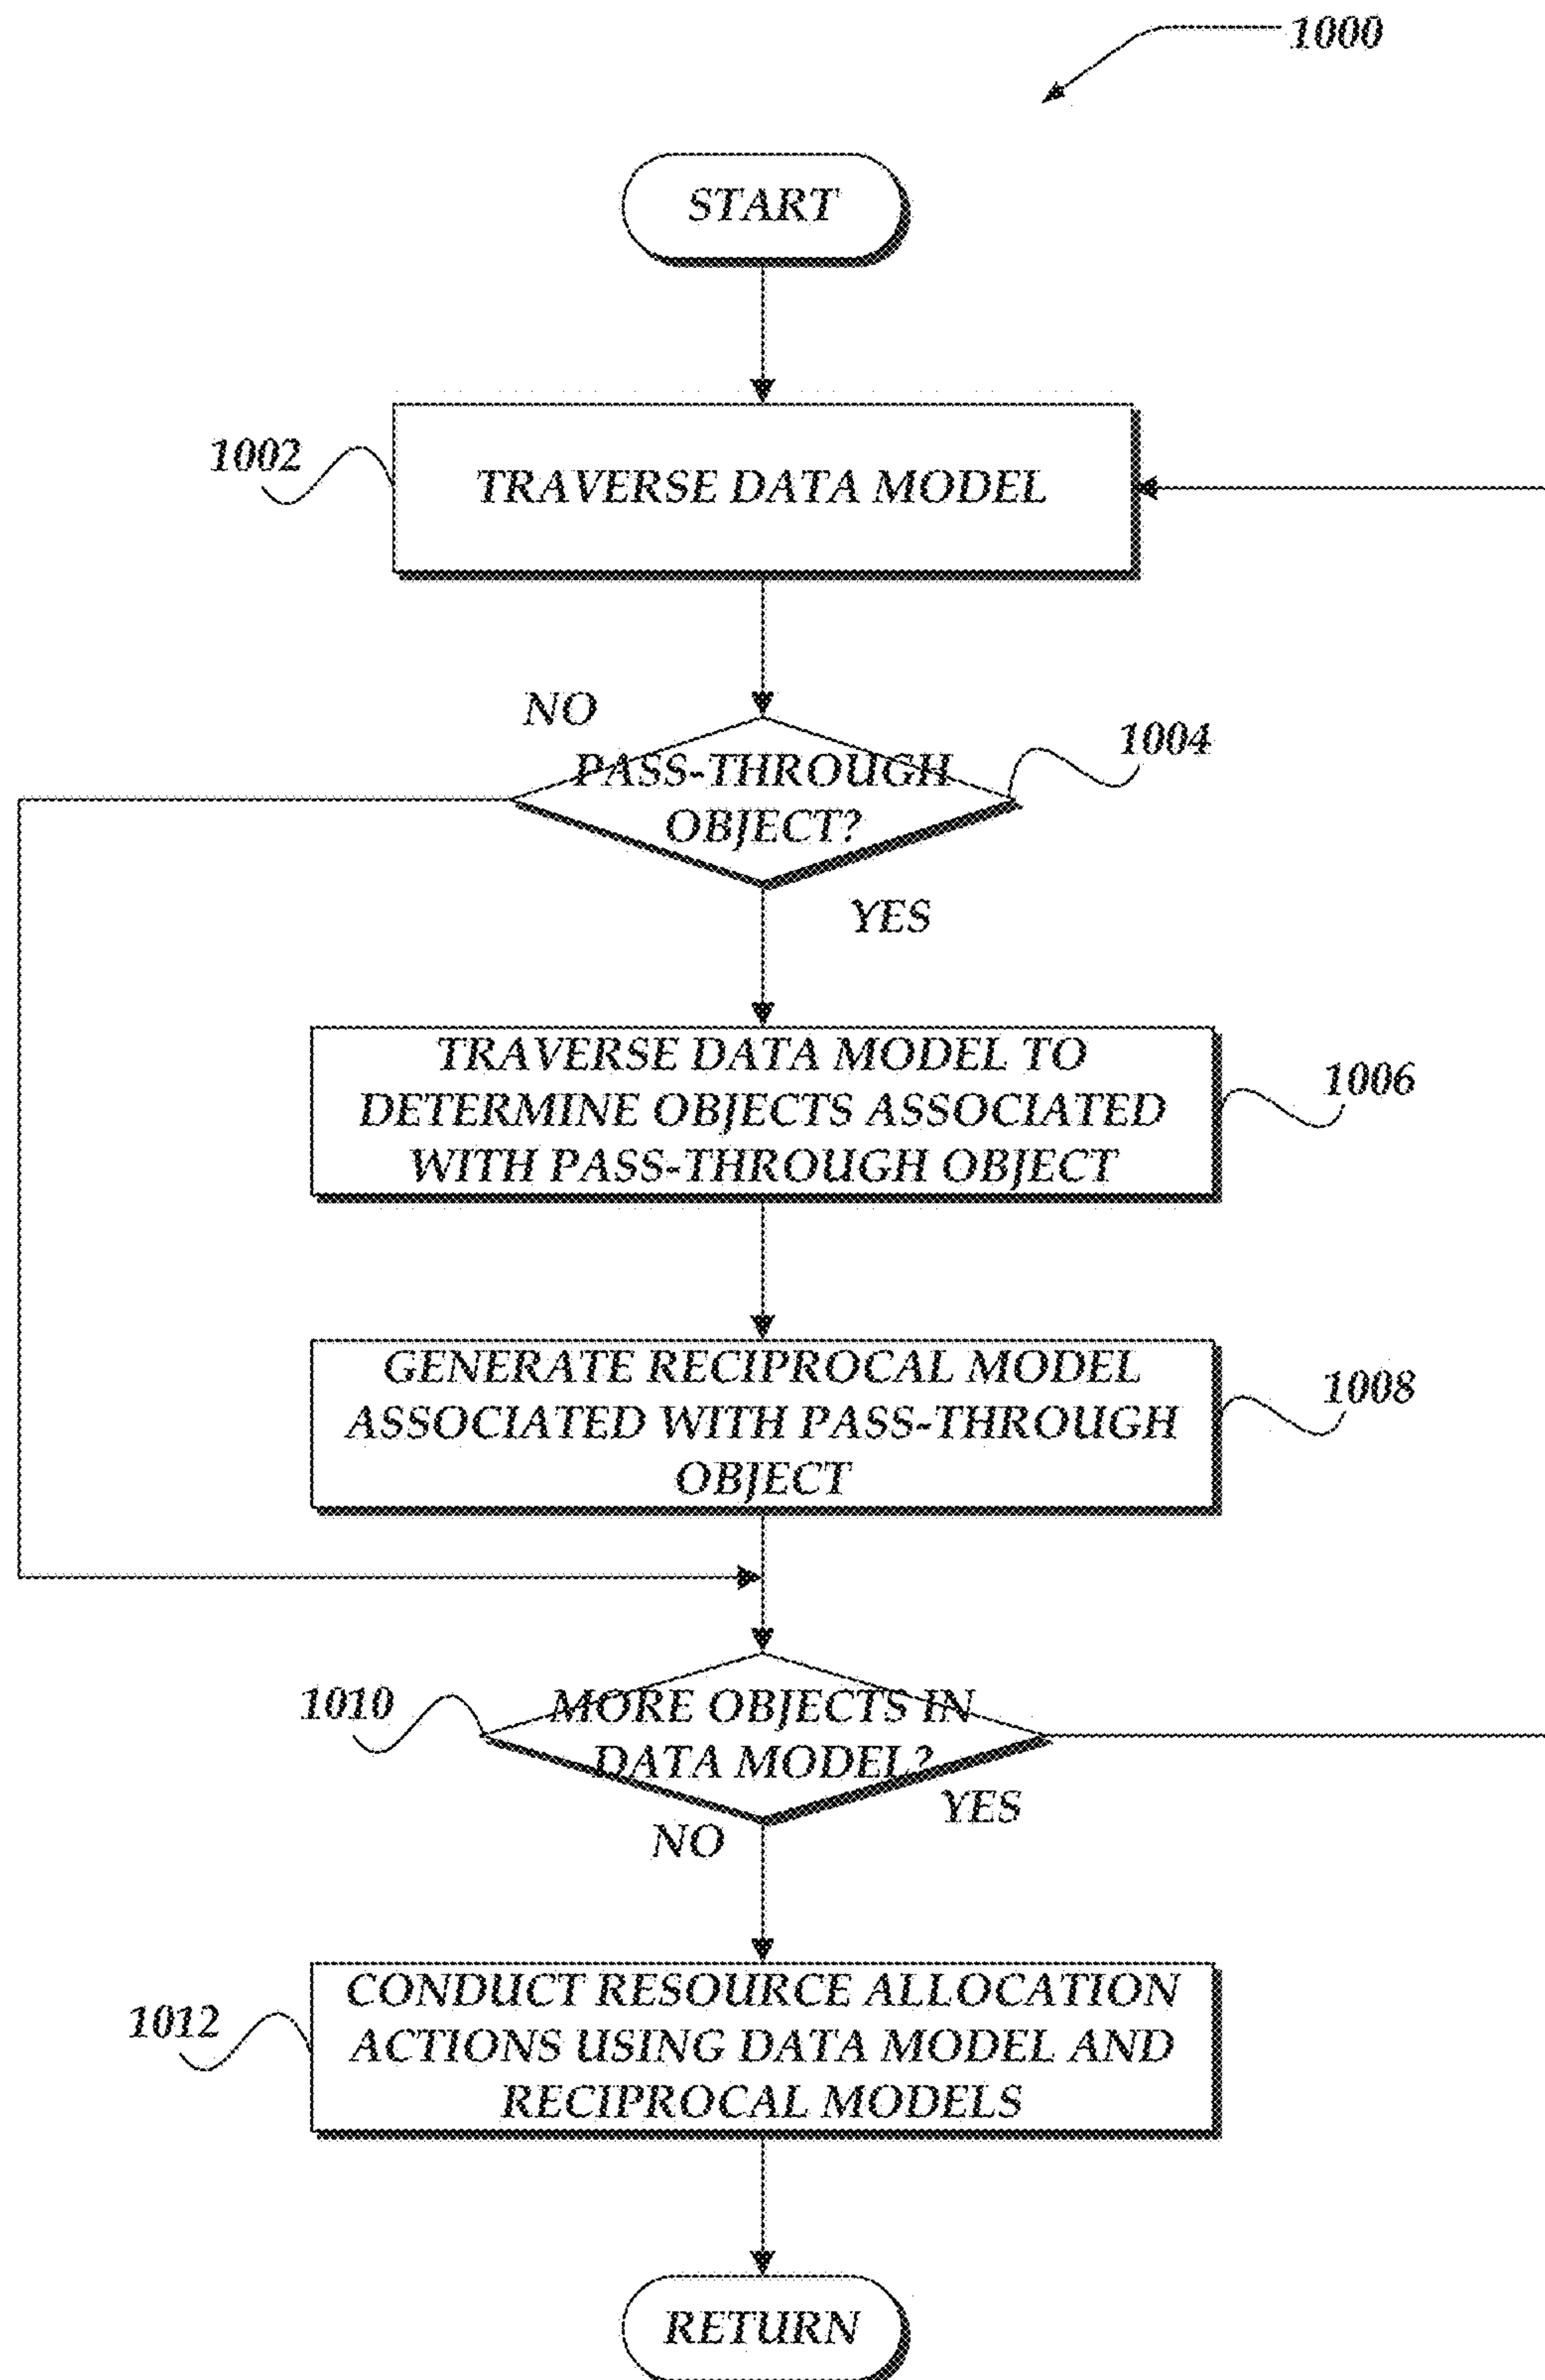 1000
START
1002
TRAVERSE DATA MODEL
NO
1004
PASS-THROUGH
OBJECT?
YES
TRAVERSE DATA MODEL TO
DETERMINE OBJECTS ASSOCIATED
WITH PASS-THROUGH OBJECT
1006
GENERATE RECIPROCAL MODEL
ASSOCIATED WITH PASS-THROUGH
OBJECT
1008
1010
MORE OBJECTS IN
DATA MODEL?
YES
NO
CONDUCT RESOURCE ALLOCATION
ACTIONS USING DATA MODEL AND
RECIPROCAL MODELS
1012
RETURN